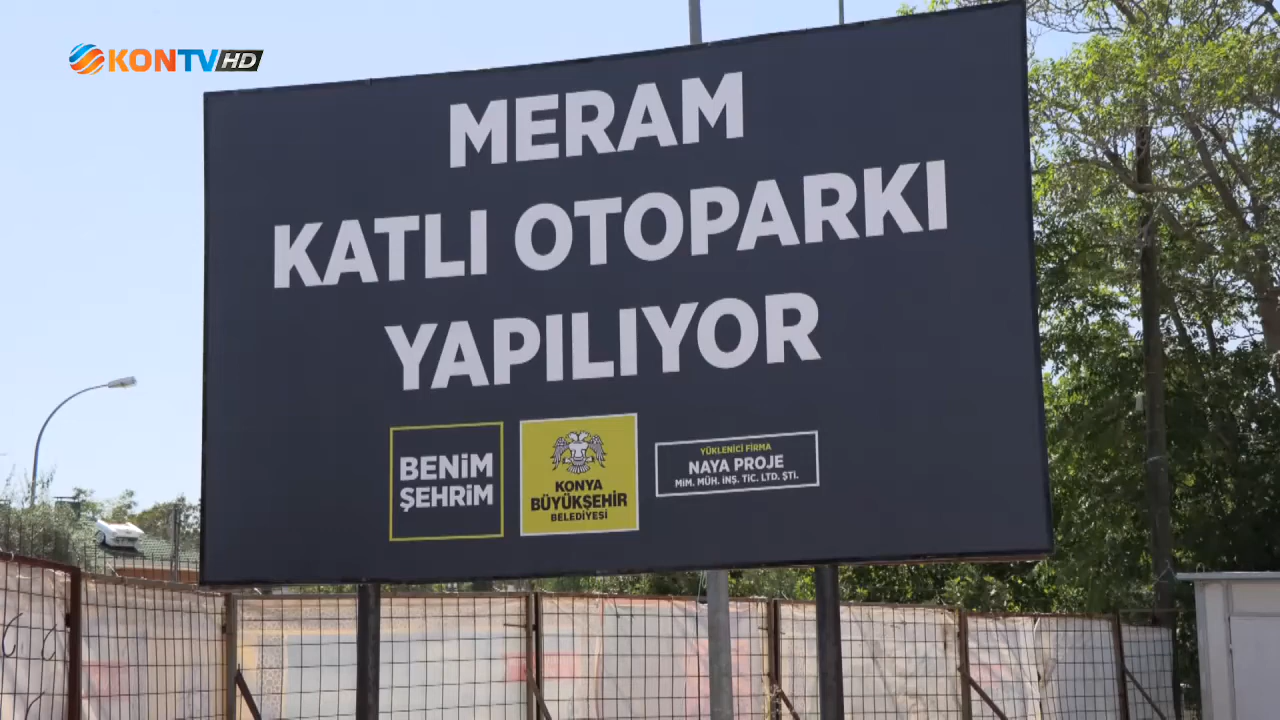 KONTV HD
MERAM
KATLI OTOPARKI
YAPILIYOR
BENİM
ŞEHRİM
KONYA
BÜYÜKŞEHİR
BELEDİYESİ
YÜKLENİCİ FİRMA
NAYA PROJE
MİM. MÜH. İNŞ. TİC. LTD. ŞTİ.